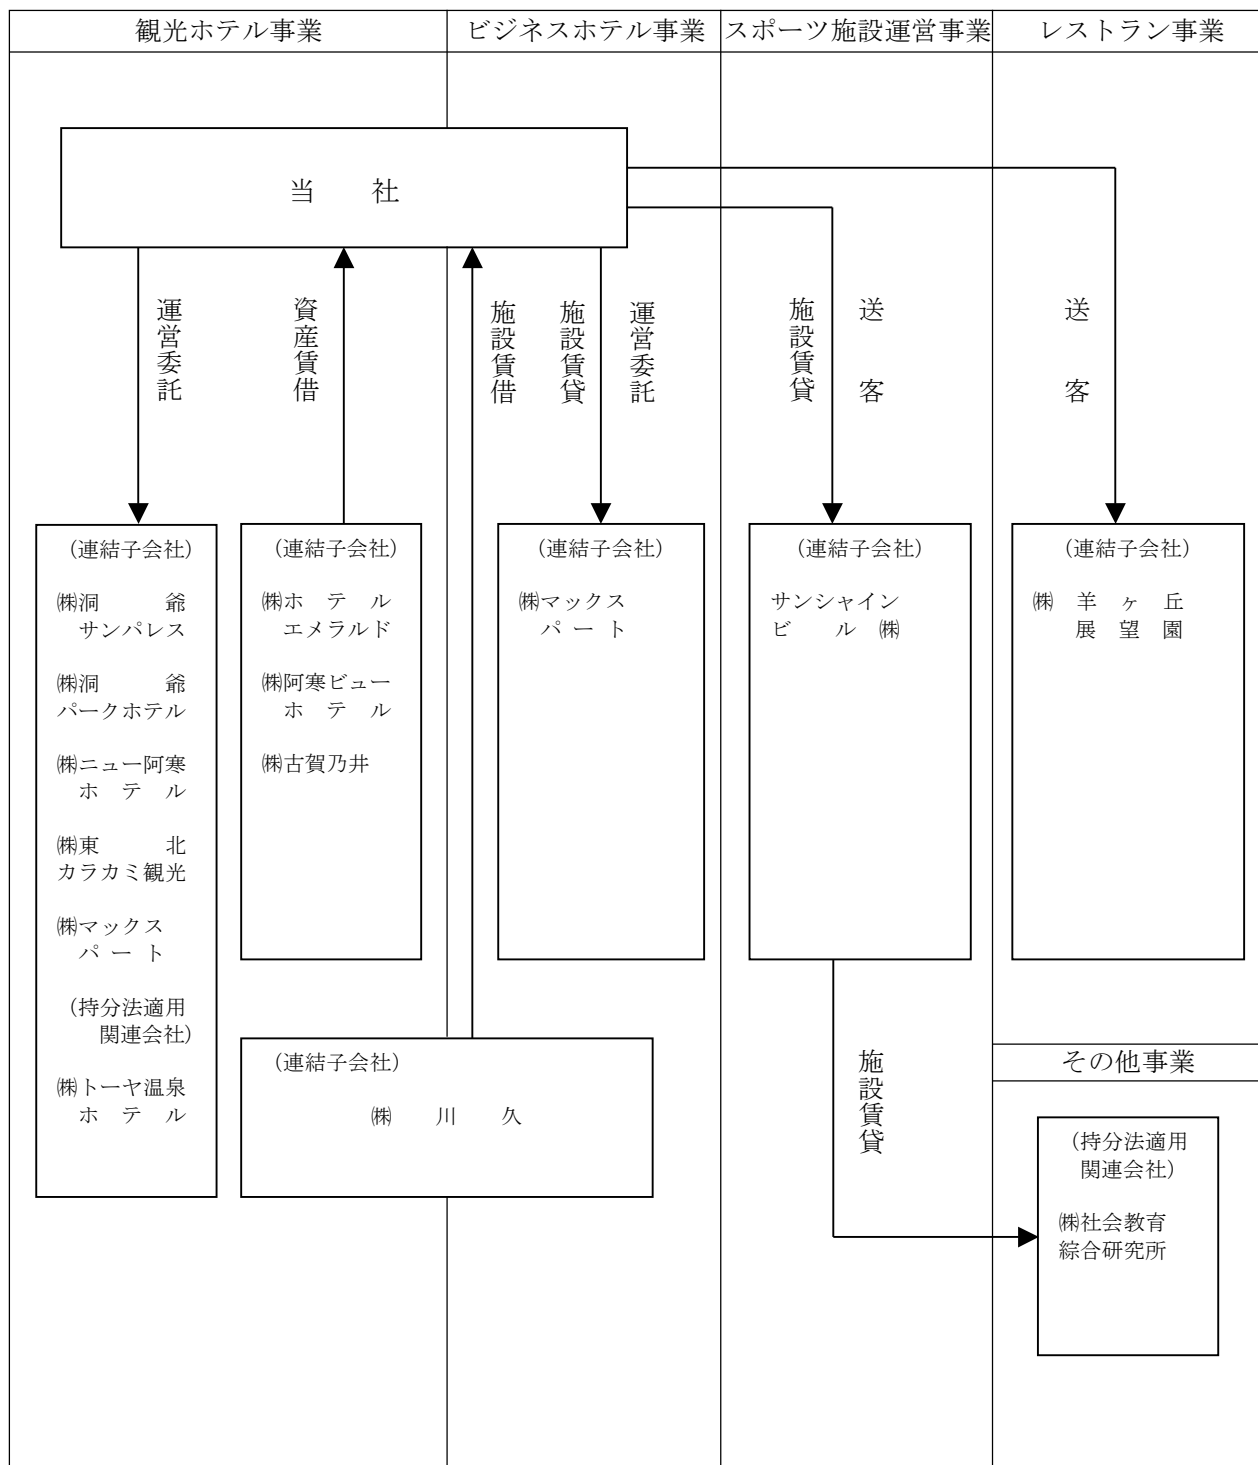 観光ホテル事業
ビジネスホテル事業
スポーツ施設運営事業
レストラン事業
当 社
運営委託
資産賃借
施設賃借
施設賃貸
運営委託
施設賃貸
送客
送客
(連結子会社)
㈱洞 爺
サンパレス
㈱洞 爺
パークホテル
㈱ニュー阿寒
ホ テ ル
㈱東 北
カラカミ観光
㈱マックス
パ ー ト
(持分法適用
関連会社)
㈱トーヤ温泉
ホ テ ル
(連結子会社)
㈱ホ テ ル
エメラルド
㈱阿寒ビュー
ホ テ ル
㈱古賀乃井
(連結子会社)
㈱マックス
パ ー ト
(連結子会社)
サンシャイン
ビ ル ㈱
(連結子会社)
㈱ 羊 ヶ 丘
展 望 園
(連結子会社)
㈱ 川 久
施設賃貸
その他事業
(持分法適用
関連会社)
㈱社会教育
綜合研究所